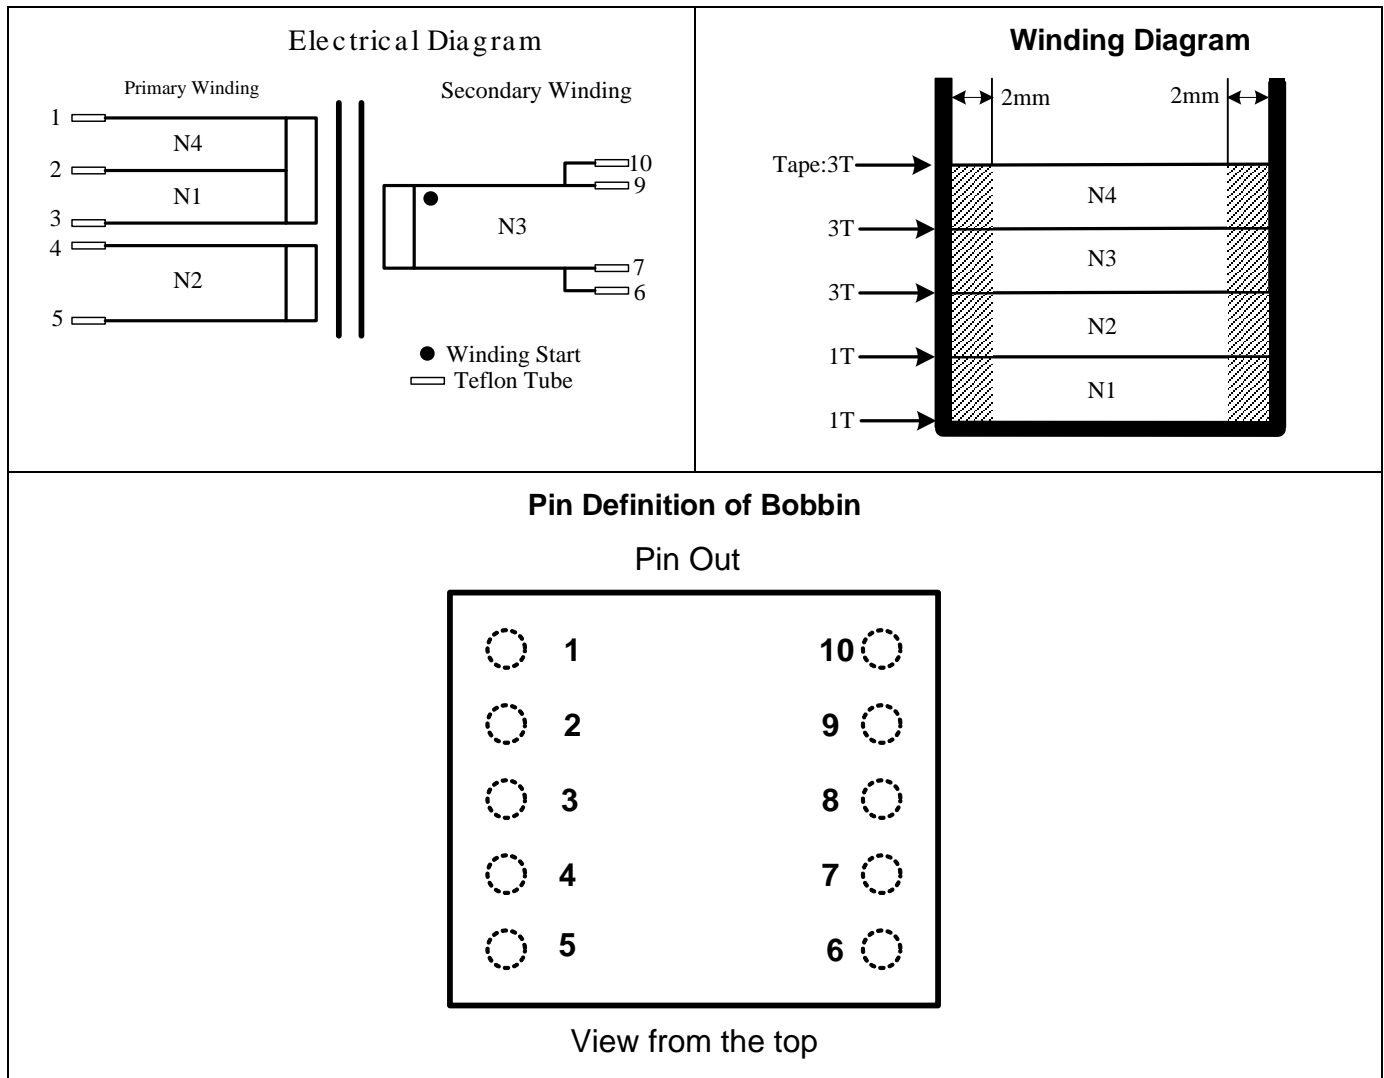 Electrical Diagram
Primary Winding
Secondary Winding
1
N4
2
N1
3
4
N2
5
10
9
N3
7
6
Winding Start
Teflon Tube
Winding Diagram
2mm
2mm
Tape:3T
N4
3T
N3
3T
N2
1T
N1
1T
Pin Definition of Bobbin
Pin Out
1 10
2 9
3 8
4 7
5 6
View from the top